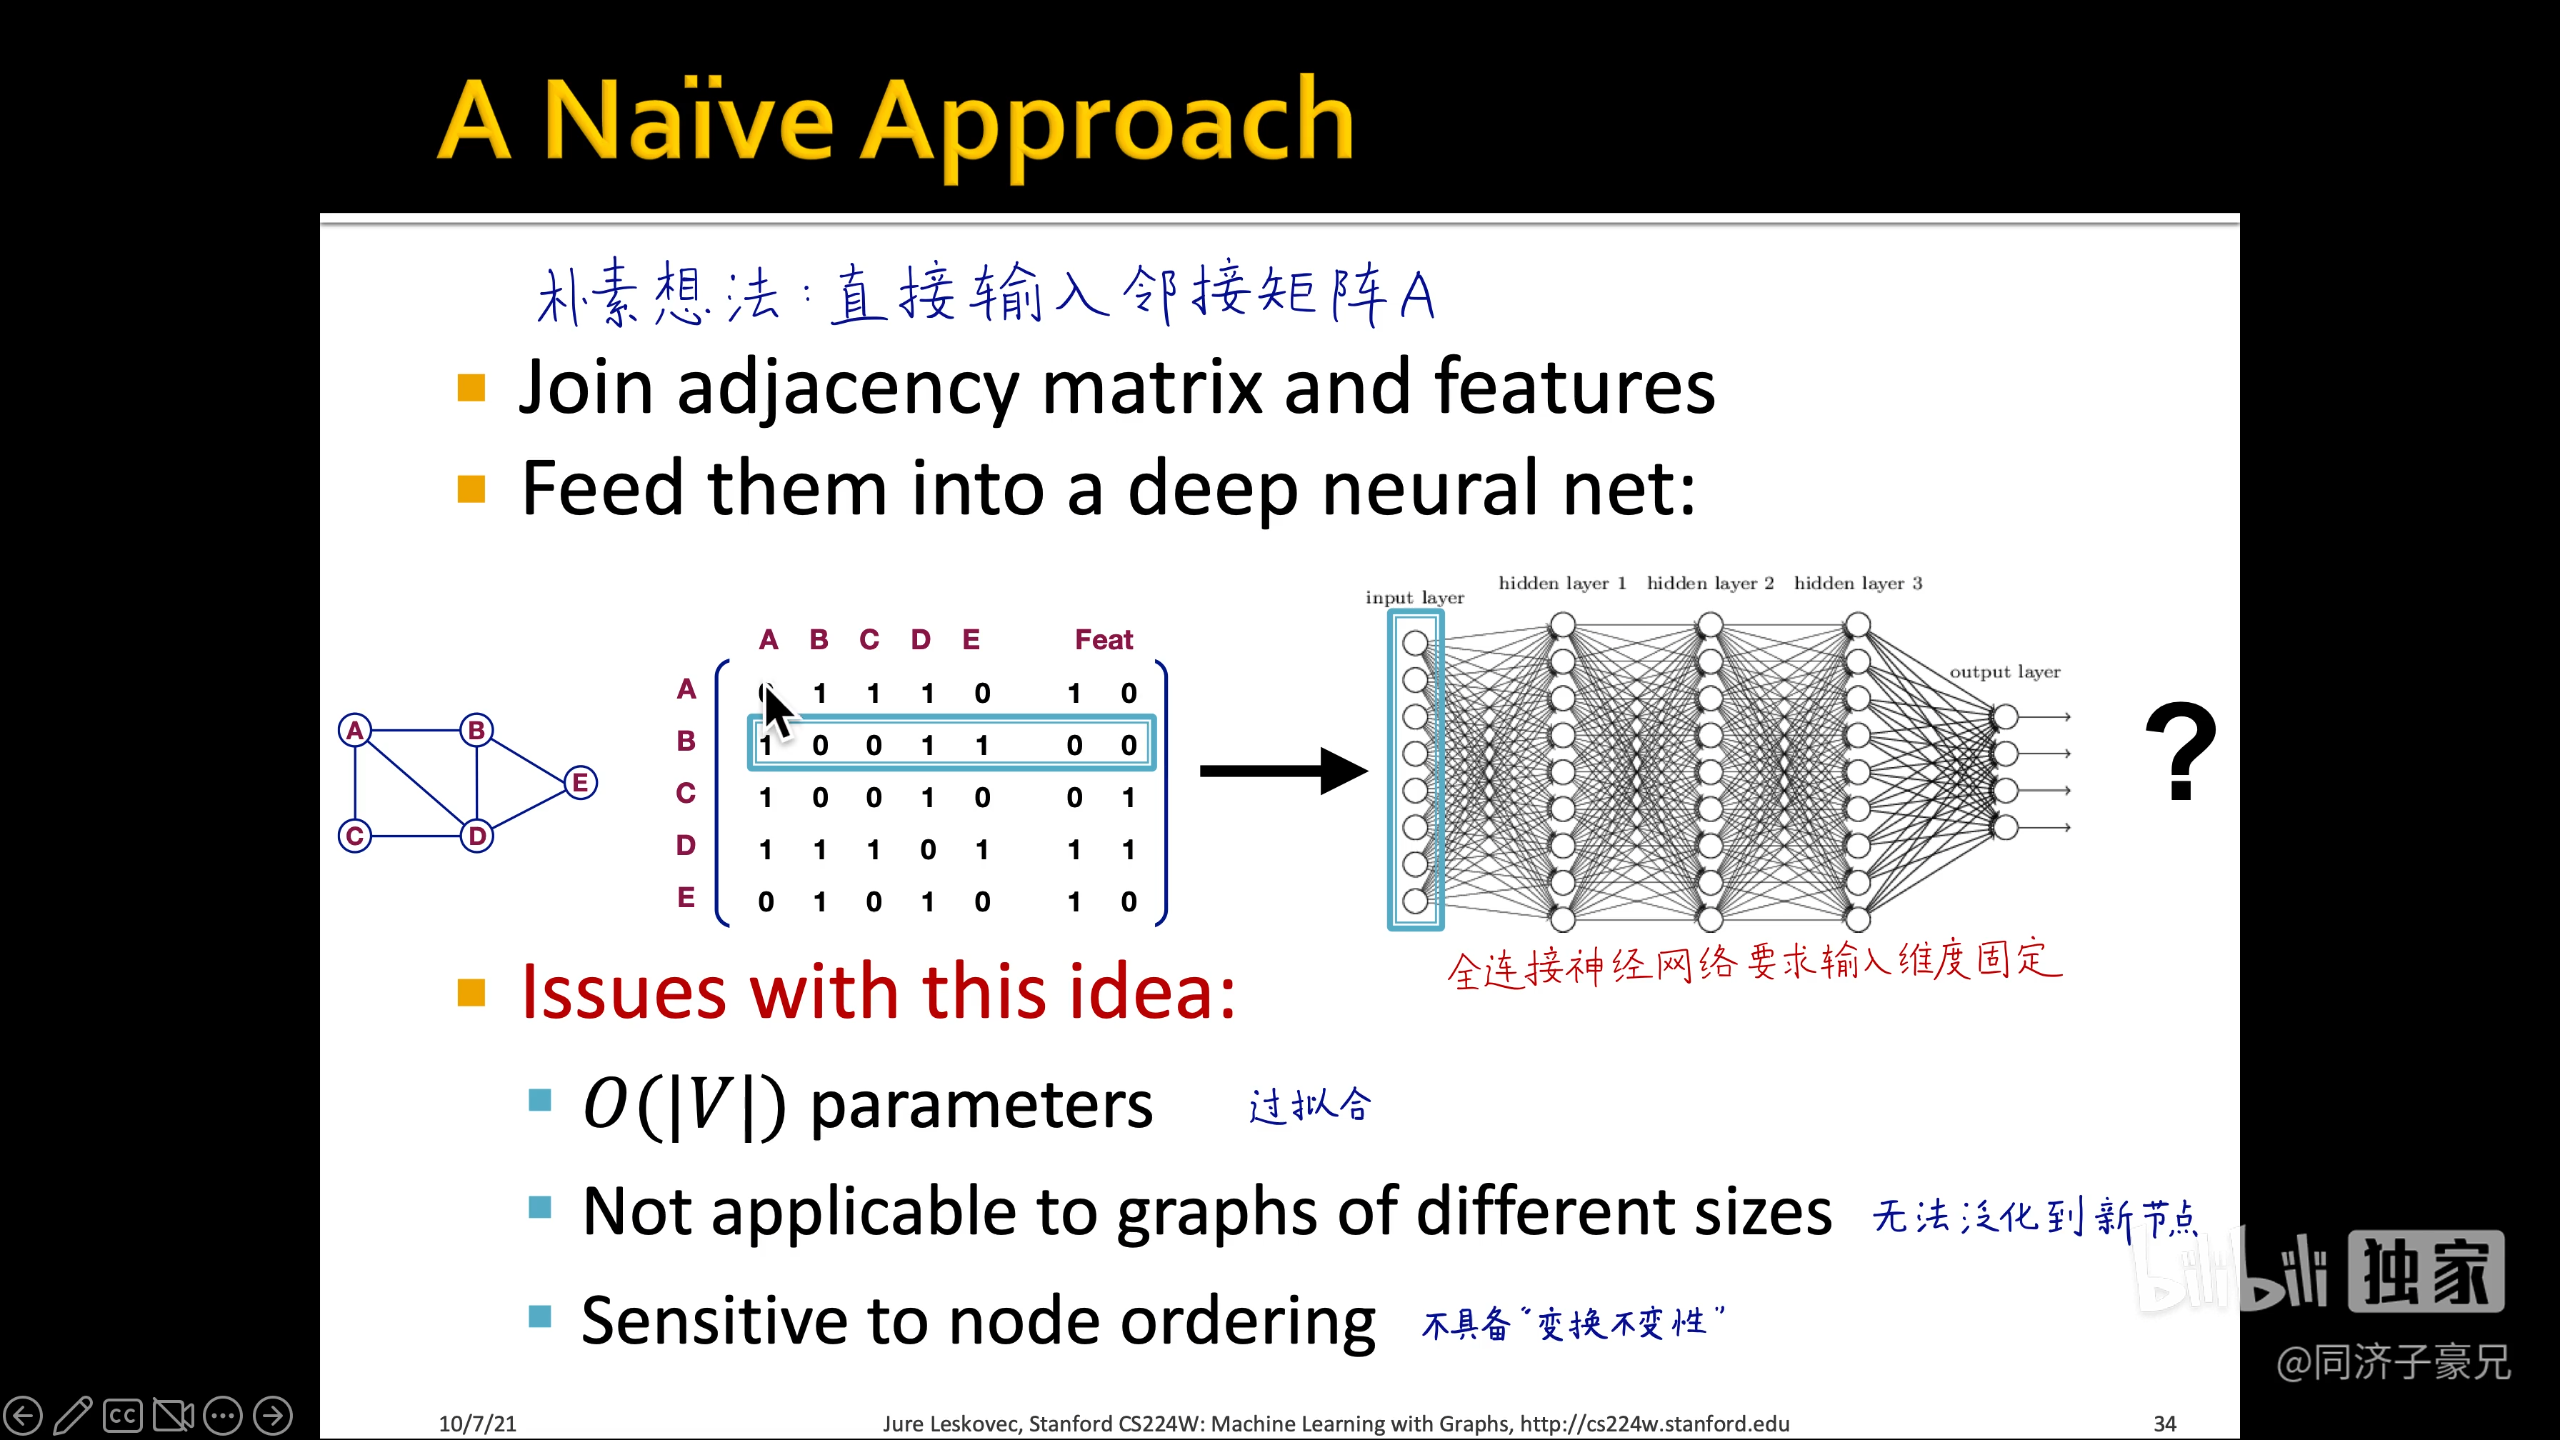 A Naïve Approach
朴素想法:直接输入邻接矩阵A
Join adjacency matrix and features
Feed them into a deep neural net:
A B C D E Feat
A 1 1 1 0 1 0
B 1 0 0 1 1 0 0
C 1 0 0 1 0 0 1
D 1 1 1 0 1 1 1
E 0 1 0 1 0 1 0
A B
E
C D
input layer
hidden layer 1 hidden layer 2 hidden layer 3
output layer
?
全连接神经网络要求输入维度固定
Issues with this idea:
O(|V|) parameters 过拟合
Not applicable to graphs of different sizes 无法泛化到新节点
Sensitive to node ordering 不具备“变换不变性”
bilibili 独家
@同济子豪兄
CC
10/7/21 Jure Leskovec, Stanford CS224W: Machine Learning with Graphs, http://cs224w.stanford.edu 34